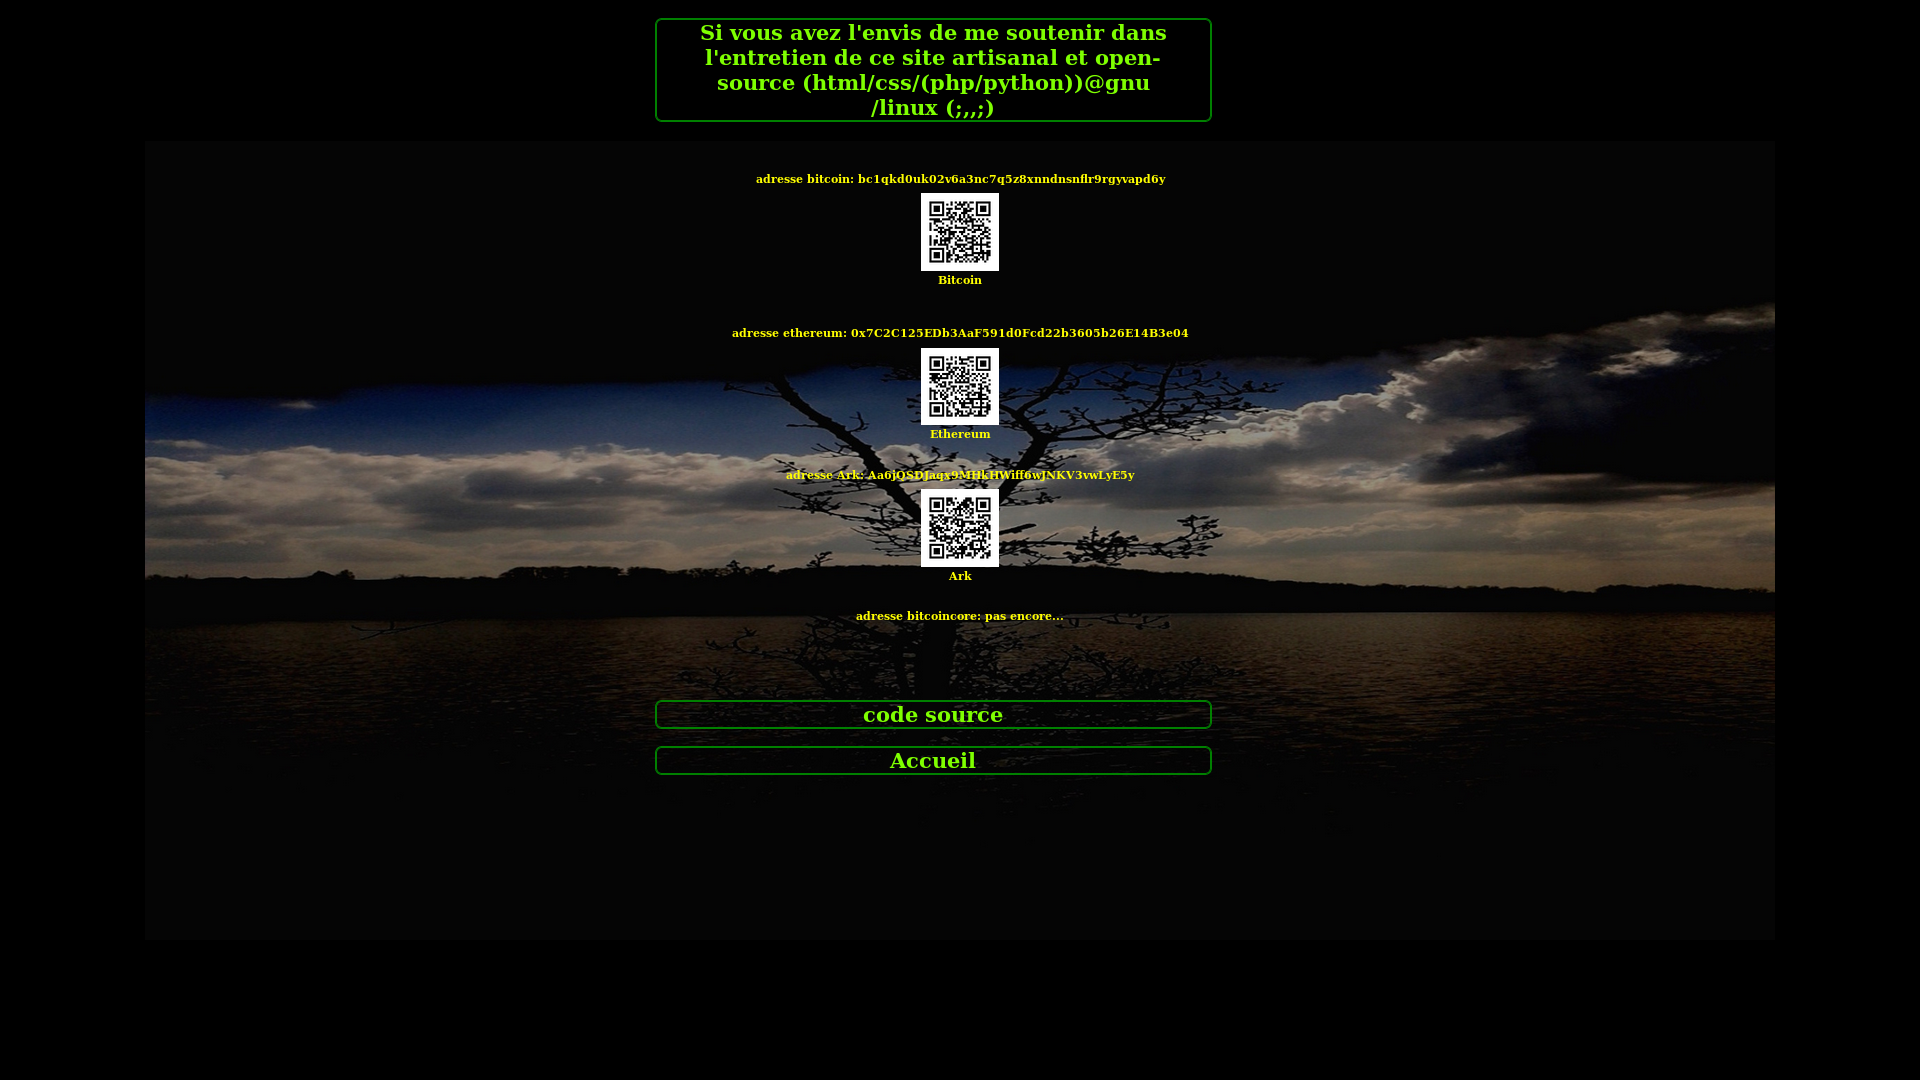 Si vous avez l'envis de me soutenir dans
l'entretien de ce site artisanal et open-
source (html/css/(php/python))@gnu
/linux (;,,;)
adresse bitcoin: bc1qkd0uk02v6a3nc7q5z8xnndnsnflr9rgyvapd6y
Bitcoin
adresse ethereum: 0x7C2C125EDb3AaF591d0Fcd22b3605b26E14B3e04
Ethereum
adresse Ark: Aa6jQSDJaqx9MHkHWiff6wJNKV3vwLyE5y
Ark
adresse bitcoincore: pas encore...
code source
Accueil